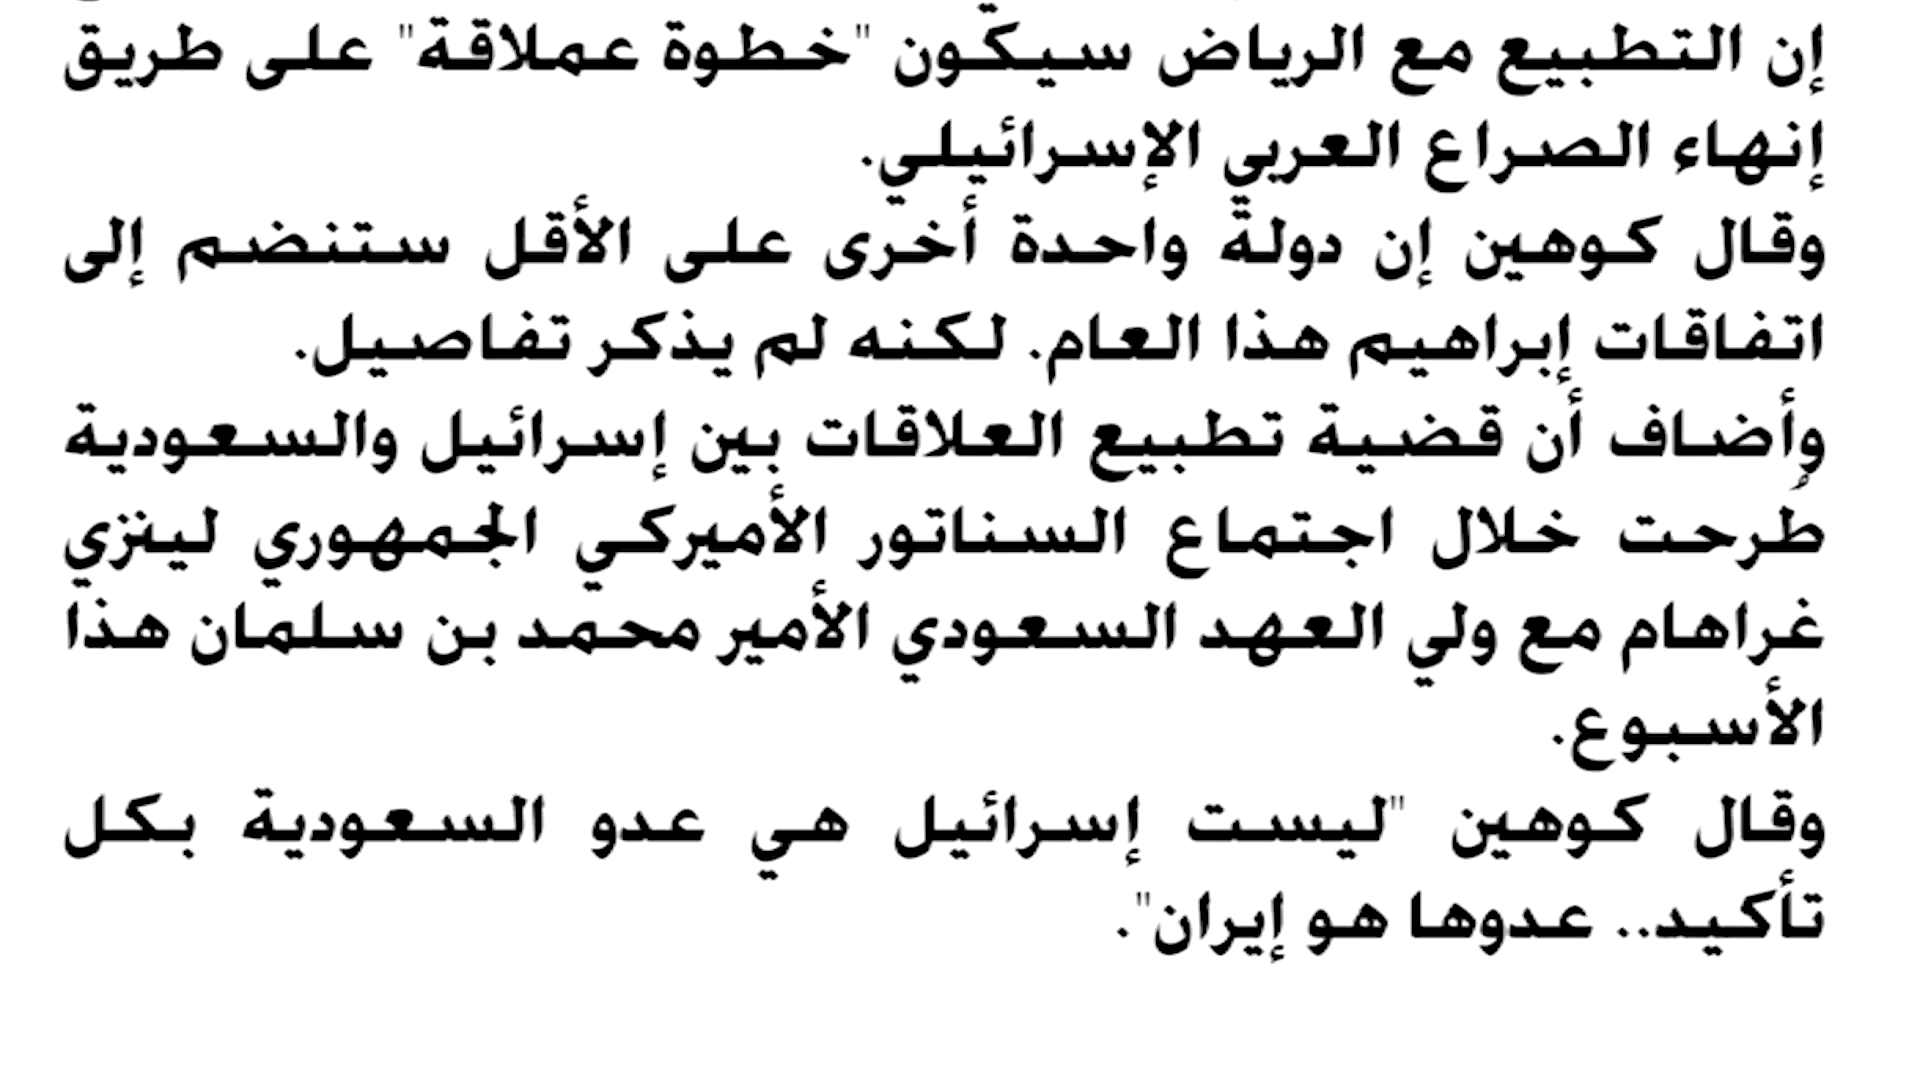 إن التطبيع مع الرياض سيكون "خطوة عملاقة" على طريق
إنهاء الصراع العربي الإسرائيلي.
وقال كوهين إن دولة واحدة أخرى على الأقل ستنضم إلى
اتفاقات إبراهيم هذا العام. لكنه لم يذكر تفاصيل.
وأضاف أن قضية تطبيع العلاقات بين إسرائيل والسعودية
طُرحت خلال اجتماع السناتور الأميركي الجمهوري لينزي
غراهام مع ولي العهد السعودي الأمير محمد بن سلمان هذا
الأسبوع.
وقال كوهين "ليست إسرائيل هي عدو السعودية بكل
تأكيد.. عدوها هو إيران".